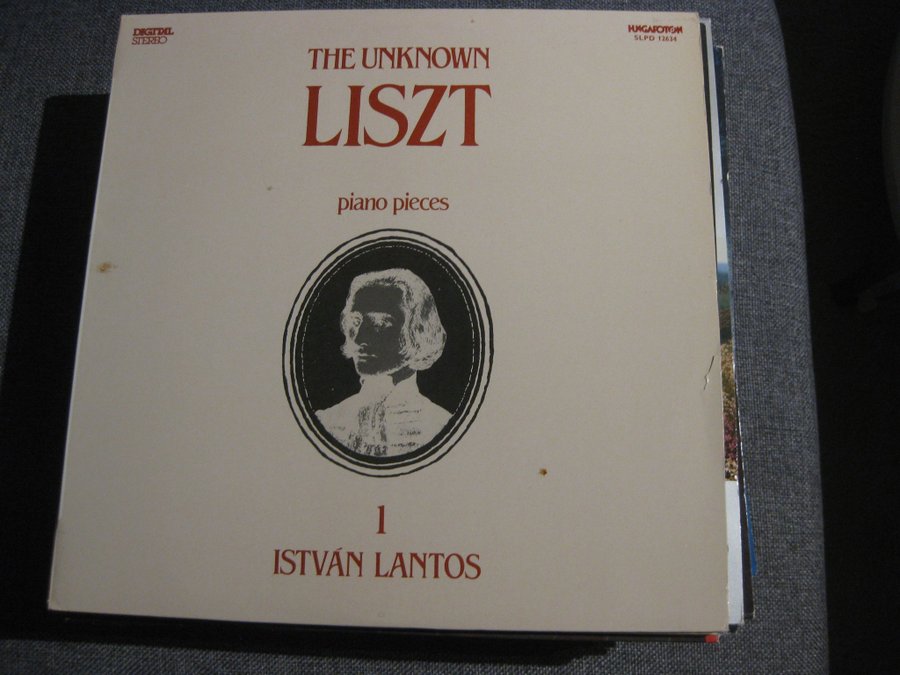 DIGITAL
STEREO
HUNGAROTON
SLPD 12634
THE UNKNOWN
LISZT
piano pieces
1
ISTVÁN LANTOS